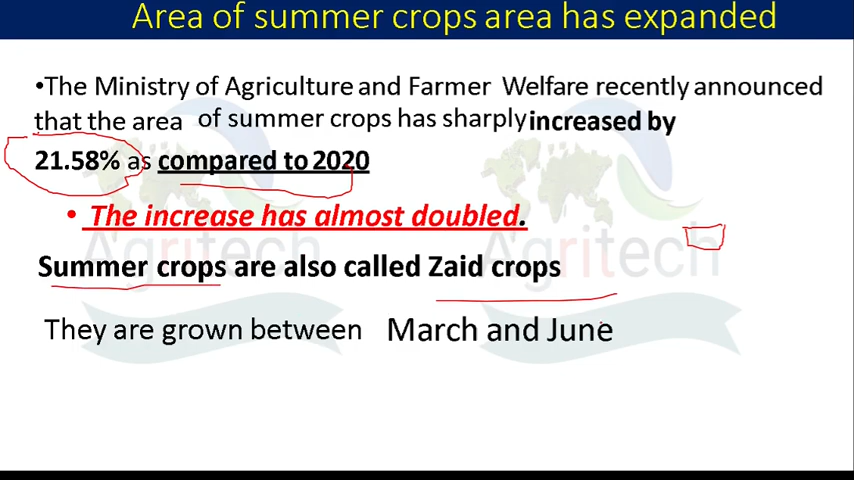 Area of summer crops area has expanded
•The Ministry of Agriculture and Farmer Welfare recently announced
that the area of summer crops has sharply increased by
21.58% as compared to 2020
• The increase has almost doubled.
Agritech Agritech
Summer crops are also called Zaid crops
They are grown between March and June